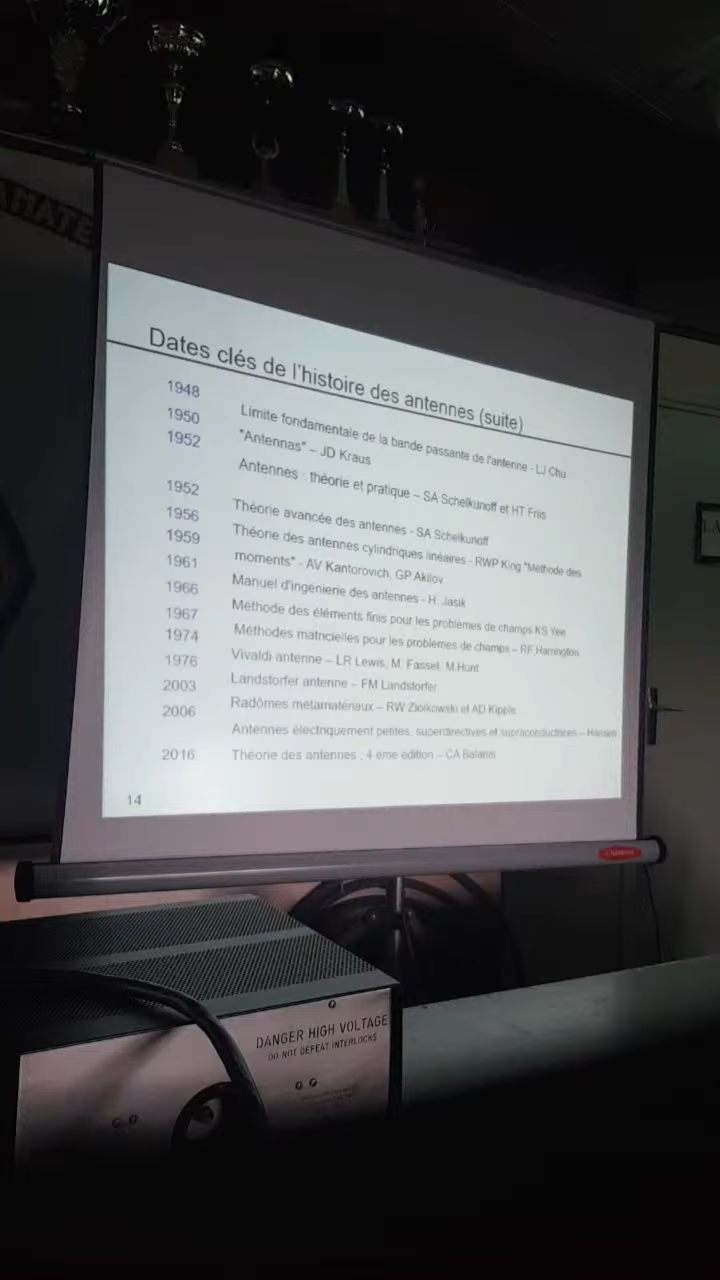 AMATE
Dates clés de l'histoire des antennes (suite)
1948 Limite fondamentale de la bande passante de l'antenne - LJ Chu
1950 "Antennas" – JD Kraus
1952 Antennes : théorie et pratique – SA Schelkunoff et HT Friis
1952 Théorie avancée des antennes - SA Schelkunoff
1956 Théorie des antennes cylindriques linéaires - RWP King "Méthode des
1959 moments" - AV Kantorovich, GP Akilov
1961 Manuel d'ingénierie des antennes - H. Jasik
1966 Méthode des éléments finis pour les problèmes de champs KS Yee
1967 Méthodes matricielles pour les problèmes de champs – RF Harrington
1974 Vivaldi antenne – LR Lewis, M. Fasset, M.Hunt
1976 Landstorfer antenne – FM Landstorfer
2003 Radômes métamatériaux – RW Ziolkowski et AD Kipple
2006 Antennes électriquement petites, superdirectives et supraconductrices – Hansen
2016 Théorie des antennes , 4 ème édition – CA Balanis
14
DANGER HIGH VOLTAGE
DO NOT DEFEAT INTERLOCKS